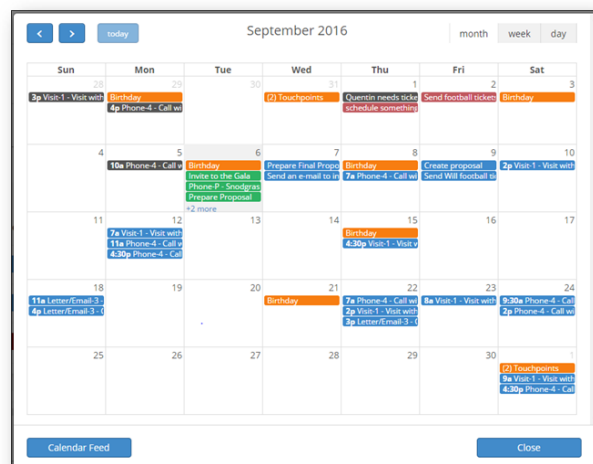 < > today September 2016 month week day
Sun Mon Tue Wed Thu Fri Sat
28 29 30 31 1 2 3
3p Visit-1 - Visit with Birthday (2) Touchpoints Quentin needs ticke Send football tickets Birthday
4p Phone-4 - Call wi schedule something
4 5 6 7 8 9 10
10a Phone-4 - Call w Birthday Prepare Final Propo Birthday Create proposal 2p Visit-1 - Visit with
Invite to the Gala Send an e-mail to in 7a Phone-4 - Call wi Send Will football ti
Phone-P - Snodgras
Prepare Proposal
+2 more
11 12 13 14 15 16 17
7a Visit-1 - Visit with Birthday
11a Phone-4 - Call w 4:30p Visit-1 - Visit v
4:30p Phone-4 - Cal
18 19 20 21 22 23 24
11a Letter/Email-3 - Birthday 7a Phone-4 - Call wi 8a Visit-1 - Visit with 9:30a Phone-4 - Call
4p Letter/Email-3 - C 2p Visit-1 - Visit with 2p Phone-4 - Call wi
3p Letter/Email-3 - C
25 26 27 28 29 30 1
(2) Touchpoints
9a Visit-1 - Visit with
4:30p Phone-4 - Cal
Calendar Feed Close